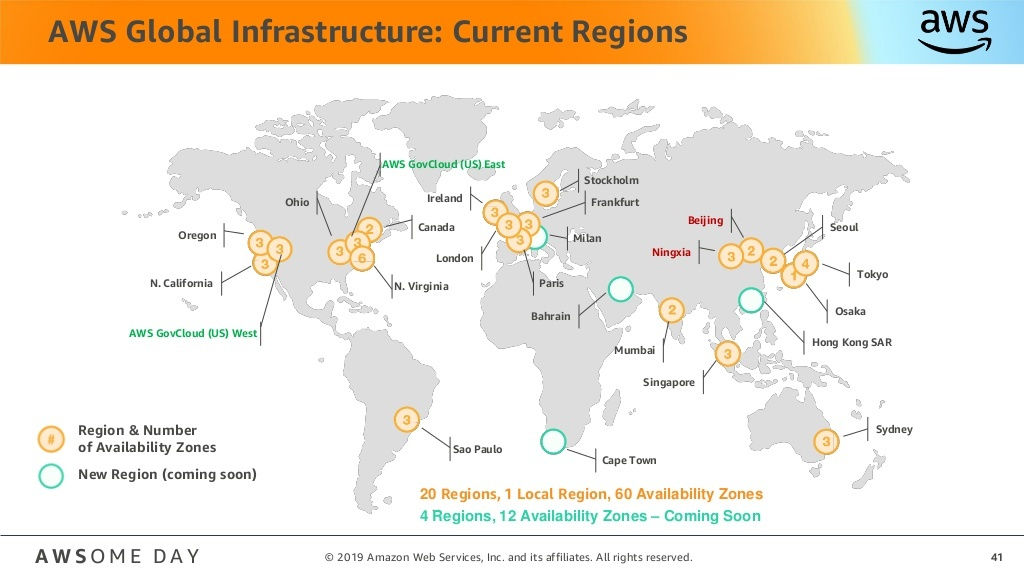 AWS Global Infrastructure: Current Regions
aws
AWS GovCloud (US) East
Stockholm
Ireland
Frankfurt
Ohio
3
3
Beijing
Canada
2
3
3
Seoul
Oregon
London
3
Milan
Ningxia
3
2
2
4
3
3
3
3
6
1
Tokyo
N. California
N. Virginia
Paris
Osaka
Bahrain
2
AWS GovCloud (US) West
Mumbai
3
Hong Kong SAR
Singapore
3
Sao Paulo
3
Sydney
Cape Town
#
Region & Number
of Availability Zones
New Region (coming soon)
20 Regions, 1 Local Region, 60 Availability Zones
4 Regions, 12 Availability Zones – Coming Soon
AWSOME DAY
© 2019 Amazon Web Services, Inc. and its affiliates. All rights reserved.
41